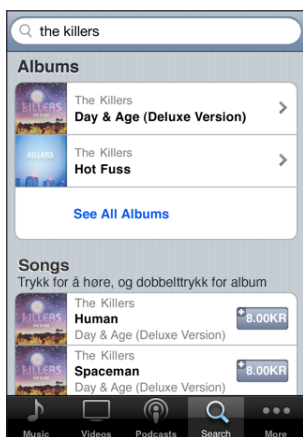 the killers
Albums
The Killers
Day & Age (Deluxe Version)
The Killers
Hot Fuss
See All Albums
Songs
Trykk for å høre, og dobbelttrykk for album
The Killers
Human
Day & Age (Deluxe Version)
8.00KR
The Killers
Spaceman
Day & Age (Deluxe Version)
8.00KR
Music Videos Podcasts Search More